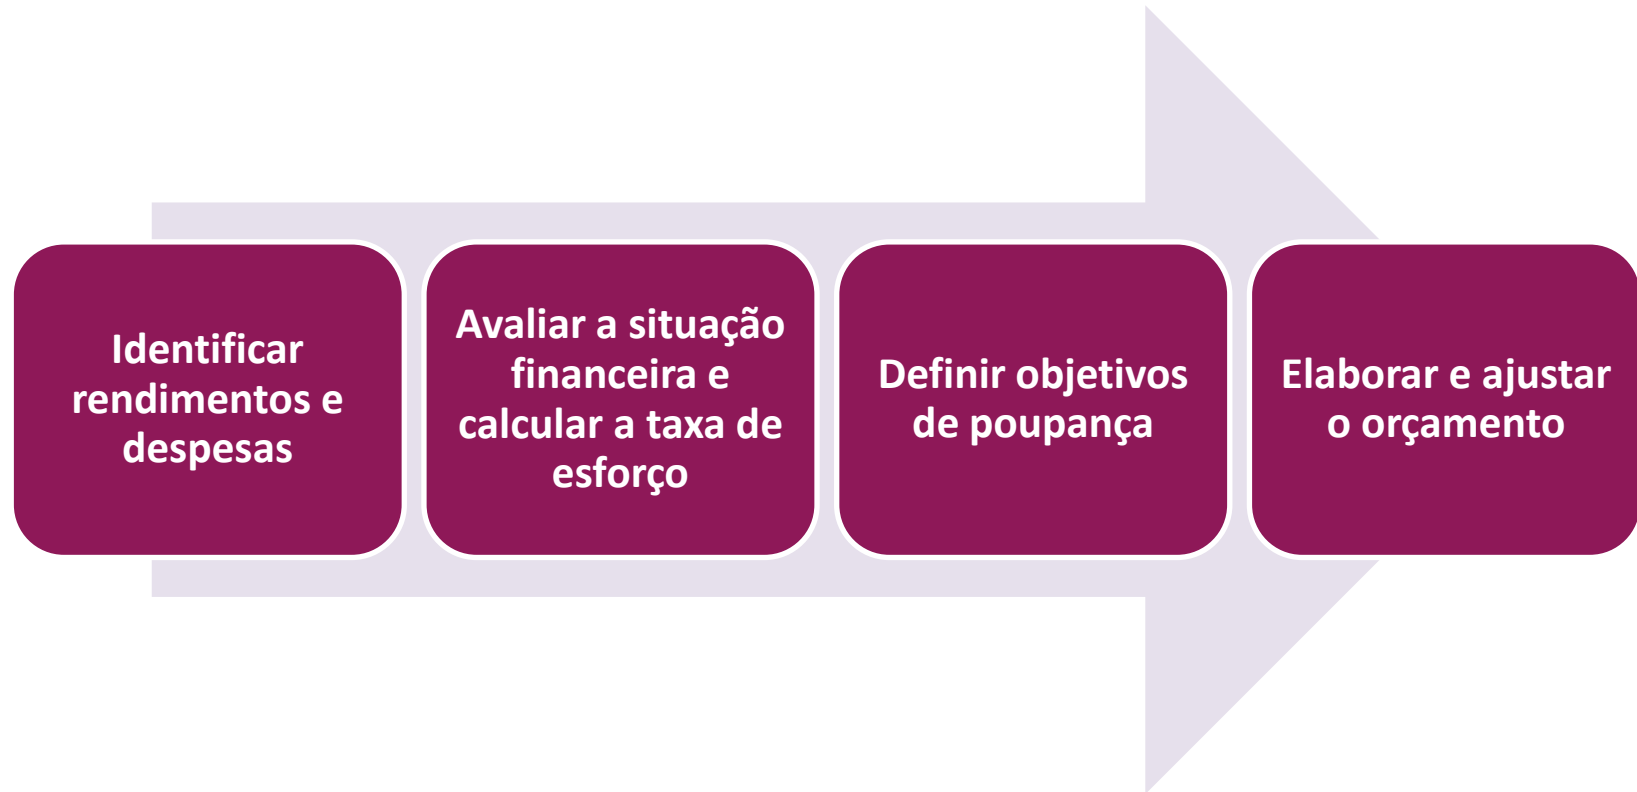 Identificar
rendimentos e
despesas
Avaliar a situação
financeira e
calcular a taxa de
esforço
Definir objetivos
de poupança
Elaborar e ajustar
o orçamento